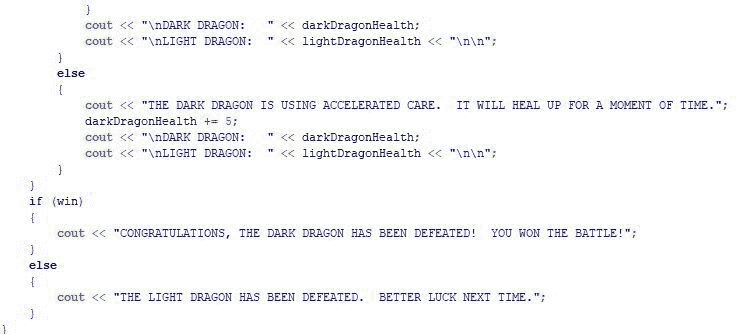 }
cout << "\nDARK DRAGON:   " << darkDragonHealth;
cout << "\nLIGHT DRAGON:  " << lightDragonHealth << "\n\n";
}
else
{
cout << "THE DARK DRAGON IS USING ACCELERATED CARE.  IT WILL HEAL UP FOR A MOMENT OF TIME.";
darkDragonHealth += 5;
cout << "\nDARK DRAGON:   " << darkDragonHealth;
cout << "\nLIGHT DRAGON:  " << lightDragonHealth << "\n\n";
}
}
if (win)
{
cout << "CONGRATULATIONS, THE DARK DRAGON HAS BEEN DEFEATED!  YOU WON THE BATTLE!";
}
else
{
cout << "THE LIGHT DRAGON HAS BEEN DEFEATED.  BETTER LUCK NEXT TIME.";
}
}